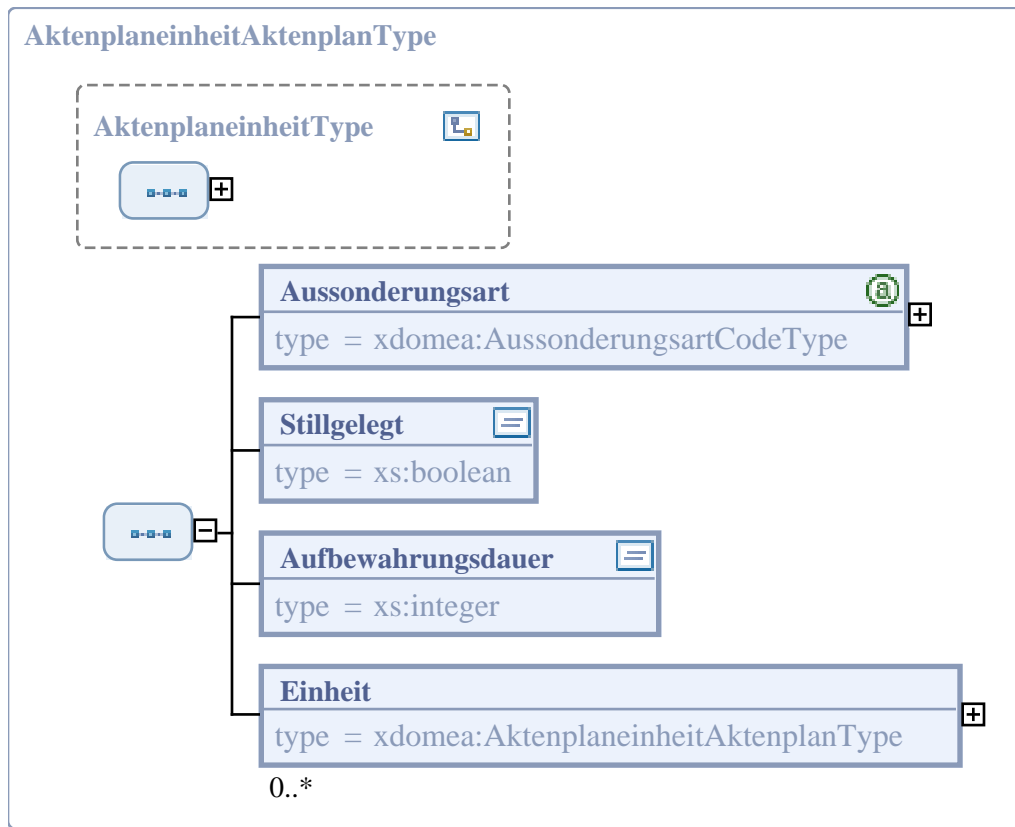 AktenplaneinheitAktenplanType
AktenplaneinheitType
Aussonderungsart
type = xdomea:AussonderungsartCodeType
Stillgelegt
type = xs:boolean
Aufbewahrungsdauer
type = xs:integer
Einheit
type = xdomea:AktenplaneinheitAktenplanType
0..*